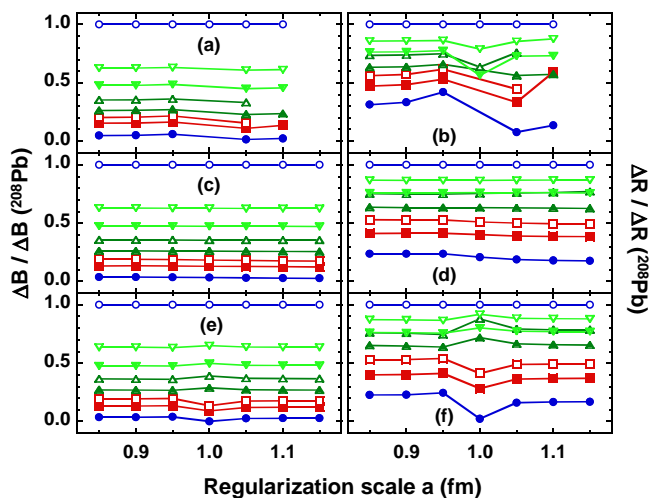 1.0
(a)
0.5
0.0
(b)
1.0
(c)
0.5
0.0
(d)
1.0
(e)
0.5
0.0
(f)
ΔB / ΔB (²⁰⁸Pb)
ΔR / ΔR (²⁰⁸Pb)
0.9 1.0 1.1 0.9 1.0 1.1
Regularization scale a (fm)